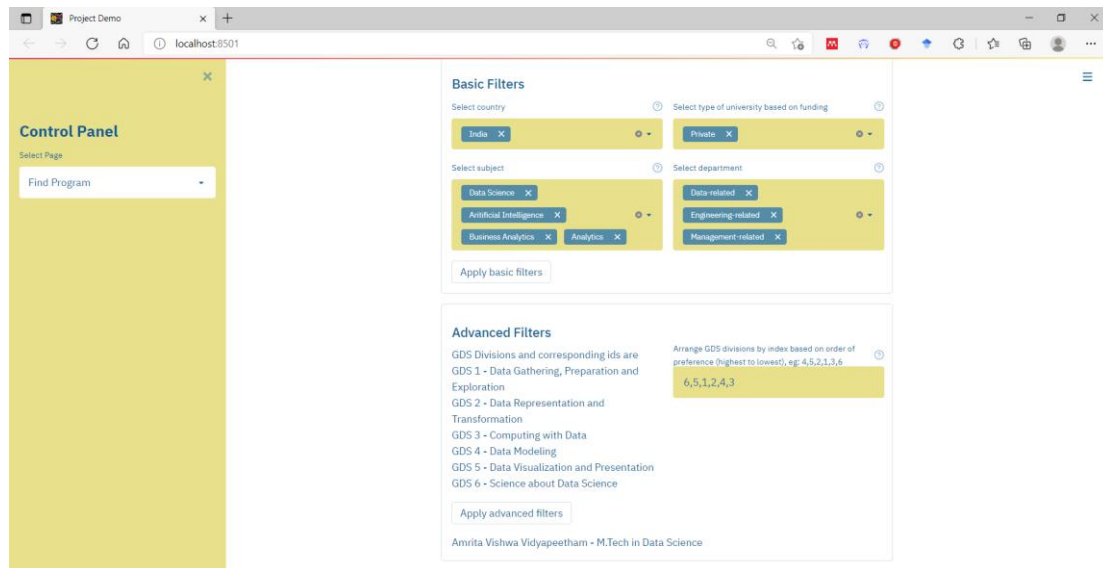 Project Demo
localhost:8501
Control Panel
Select Page
Find Program
Basic Filters
Select country
Select type of university based on funding
India
Private
Select subject
Select department
Data Science
Aritificial Intelligence
Business Analytics Analytics
Data-related
Engineering-related
Management-related
Apply basic filters
Advanced Filters
GDS Divisions and corresponding ids are
GDS 1 - Data Gathering, Preparation and
Exploration
GDS 2 - Data Representation and
Transformation
GDS 3 - Computing with Data
GDS 4 - Data Modeling
GDS 5 - Data Visualization and Presentation
GDS 6 - Science about Data Science
Arrange GDS divisions by index based on order of
preference (highest to lowest), eg: 4,5,2,1,3,6
6,5,1,2,4,3
Apply advanced filters
Amrita Vishwa Vidyapeetham - M.Tech in Data Science